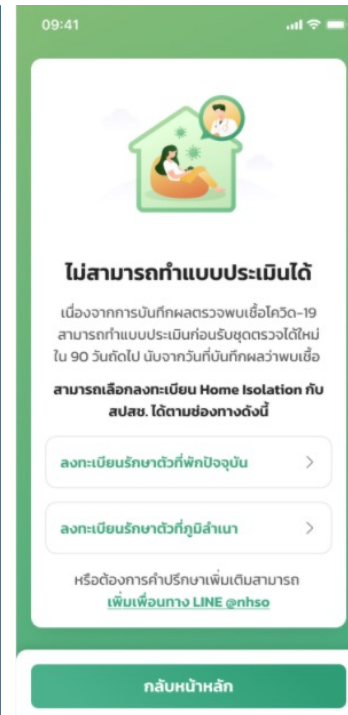 09:41
ไม่สามารถทำแบบประเมินได้
เนื่องจากการบันทึกผลตรวจพบเชื้อโควิด-19
สามารถทำแบบประเมินก่อนรับชุดตรวจได้ใหม่
ใน 90 วันถัดไป นับจากวันที่บันทึกผลว่าพบเชื้อ
สามารถเลือกลงทะเบียน Home Isolation กับ
สปสช. ได้ตามช่องทางดังนี้
ลงทะเบียนรักษาตัวที่พักปัจจุบัน
ลงทะเบียนรักษาตัวที่ภูมิลำเนา
หรือต้องการคำปรึกษาเพิ่มเติมสามารถ
เพิ่มเพื่อนทาง LINE @nhso
กลับหน้าหลัก